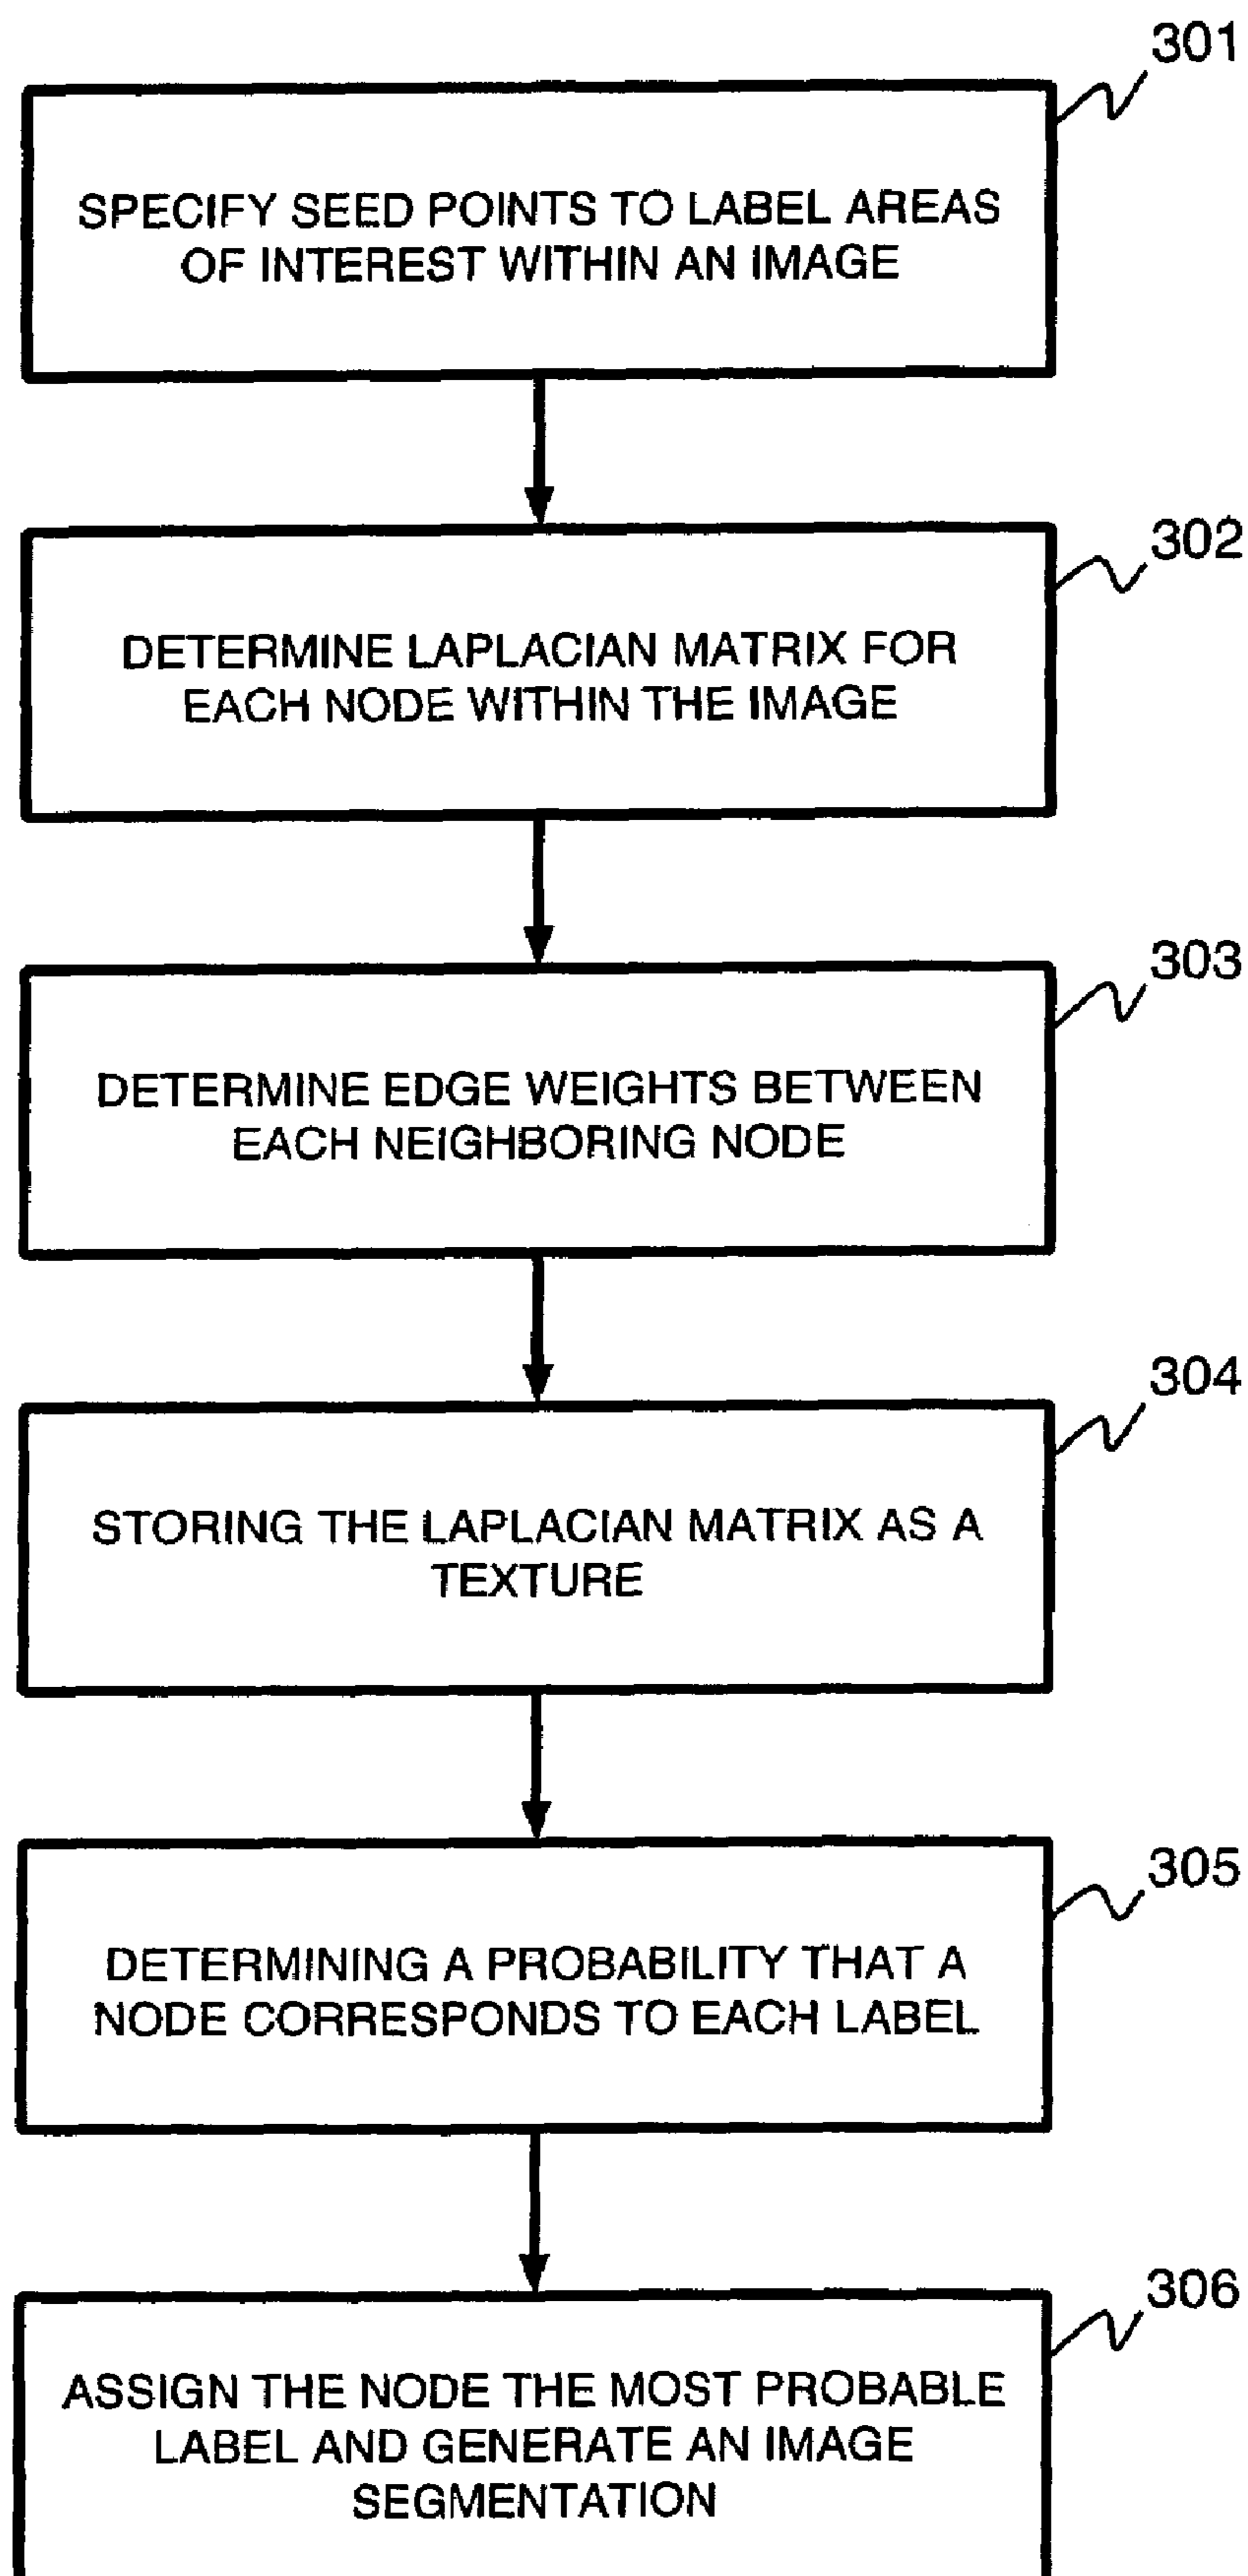 301
SPECIFY SEED POINTS TO LABEL AREAS
OF INTEREST WITHIN AN IMAGE
302
DETERMINE LAPLACIAN MATRIX FOR
EACH NODE WITHIN THE IMAGE
303
DETERMINE EDGE WEIGHTS BETWEEN
EACH NEIGHBORING NODE
304
STORING THE LAPLACIAN MATRIX AS A
TEXTURE
305
DETERMINING A PROBABILITY THAT A
NODE CORRESPONDS TO EACH LABEL
306
ASSIGN THE NODE THE MOST PROBABLE
LABEL AND GENERATE AN IMAGE
SEGMENTATION